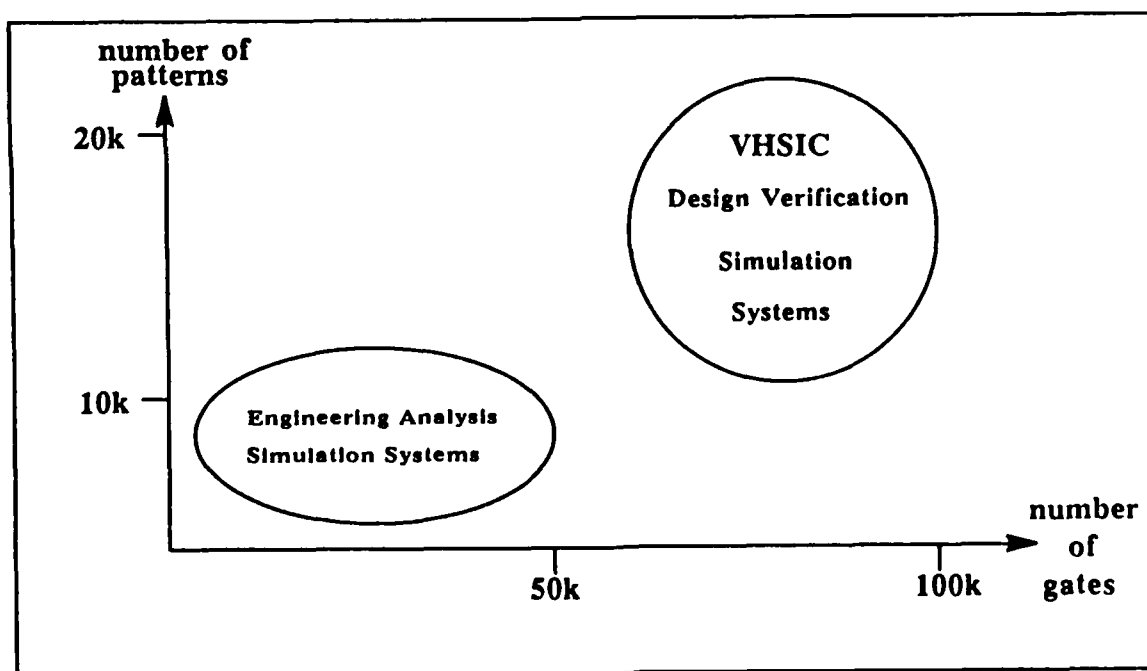 number of
patterns
20k
VHSIC
Design Verification
Simulation
Systems
10k
Engineering Analysis
Simulation Systems
number
of
gates
50k
100k